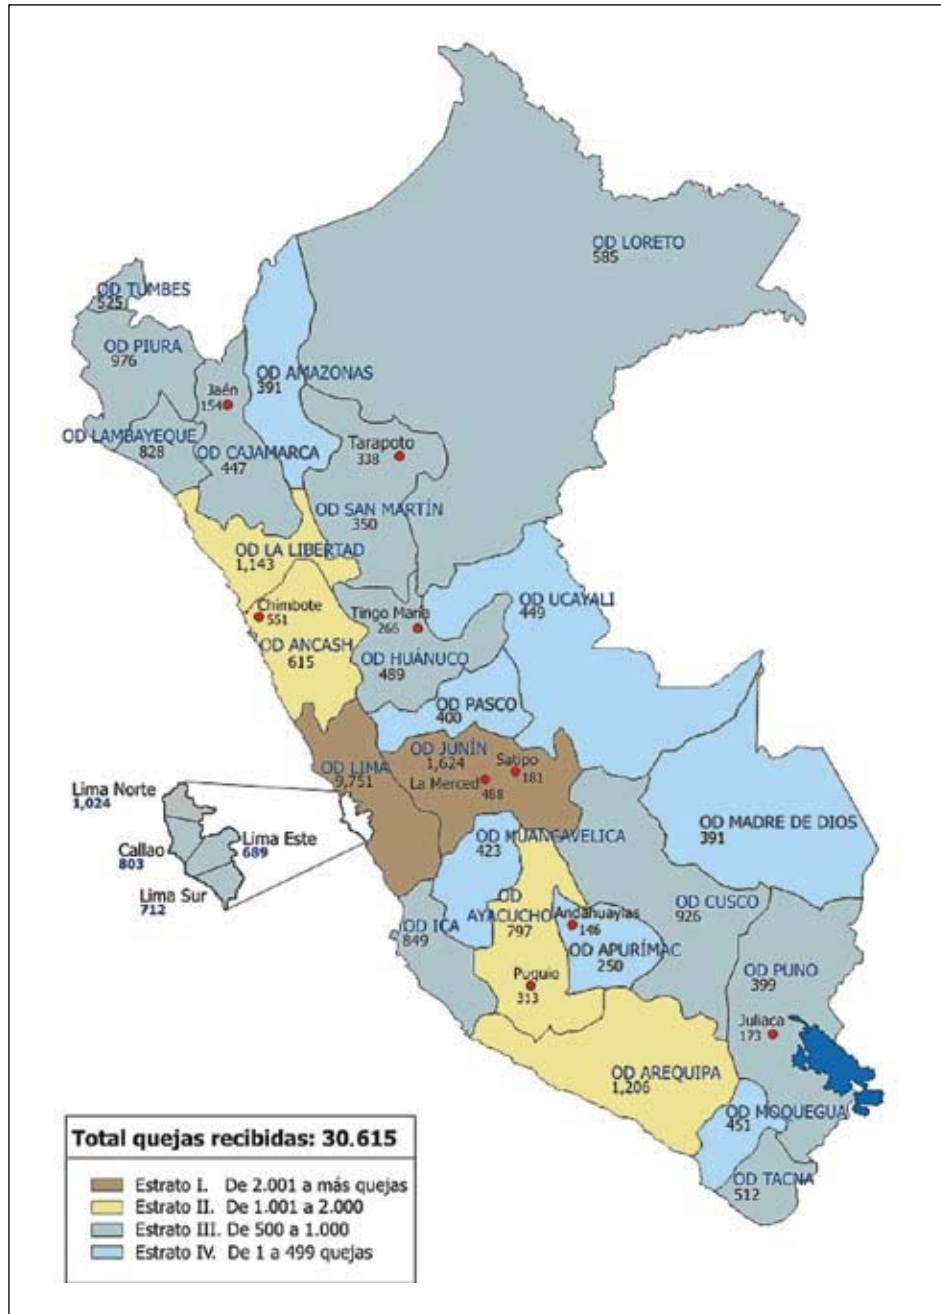 OD LORETO
585
OD TUMBES
525
OD PIURA
976
OD AMAZONAS
391
Jaén
154
OD LAMBAYEQUE
828
OD CAJAMARCA
447
Tarapoto
338
OD SAN MARTÍN
350
OD LA LIBERTAD
1,143
Chimbote
551
OD ANCASH
615
Tingo Maria
266
OD HUÁNUCO
489
OD UCAYALI
449
OD PASCO
400
OD LIMA
9,751
OD JUNÍN
1,624
Satipo
181
La Merced
488
Lima Norte
1,024
Callao
803
Lima Este
689
Lima Sur
712
OD HUANCAVELICA
423
OD MADRE DE DIOS
391
OD ICA
849
OD
AYACUCHO
797
Andahuaylas
146
OD APURÍMAC
250
OD CUSCO
926
Puquio
313
OD PUNO
399
Juliaca
173
OD AREQUIPA
1,206
OD MOQUEGUA
451
OD TACNA
512
Total quejas recibidas: 30.615
Estrato I. De 2.001 a más quejas
Estrato II. De 1.001 a 2.000
Estrato III. De 500 a 1.000
Estrato IV. De 1 a 499 quejas